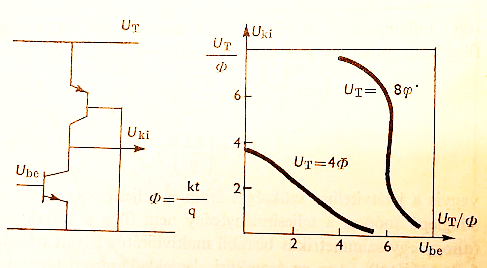 U_T
U_ki
U_be
Φ = kt/q
U_ki
U_T/Φ
6
4
2
U_T = 8φ
U_T = 4Φ
2 4 6
U_T/Φ
U_be